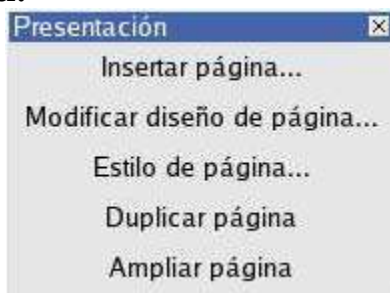 Presentación
Insertar página...
Modificar diseño de página...
Estilo de página...
Duplicar página
Ampliar página